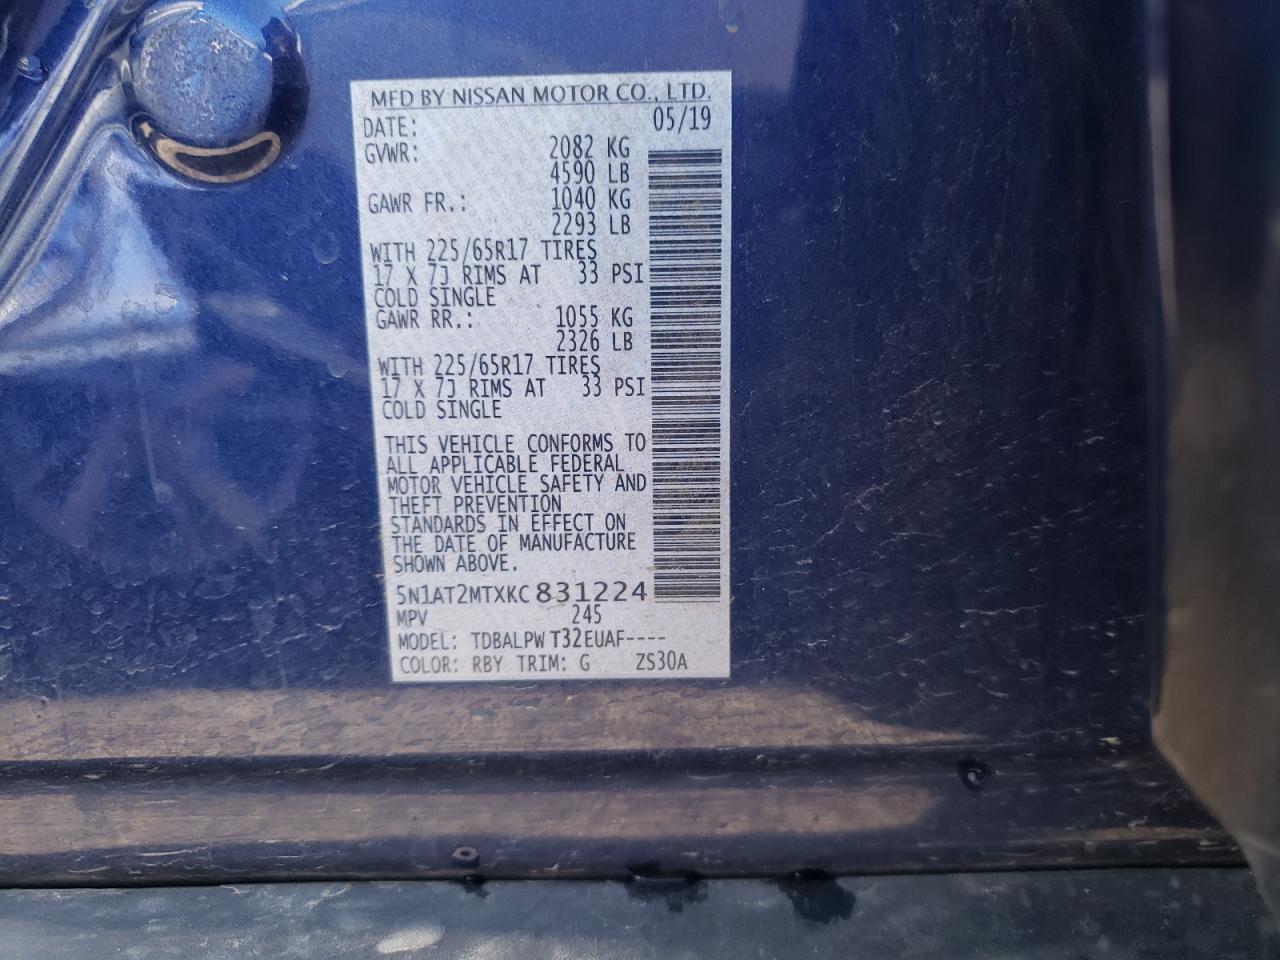 MFD BY NISSAN MOTOR CO., LTD.
DATE: 05/19
GVWR: 2082 KG
4590 LB
GAWR FR.: 1040 KG
2293 LB
WITH 225/65R17 TIRES
17 X 7J RIMS AT 33 PSI
COLD SINGLE
GAWR RR.: 1055 KG
2326 LB
WITH 225/65R17 TIRES
17 X 7J RIMS AT 33 PSI
COLD SINGLE
THIS VEHICLE CONFORMS TO
ALL APPLICABLE FEDERAL
MOTOR VEHICLE SAFETY AND
THEFT PREVENTION
STANDARDS IN EFFECT ON
THE DATE OF MANUFACTURE
SHOWN ABOVE.
5N1AT2MTXKC831224
MPV 245
MODEL: TDBALPW T32EUAF----
COLOR: RBY TRIM: G ZS30A